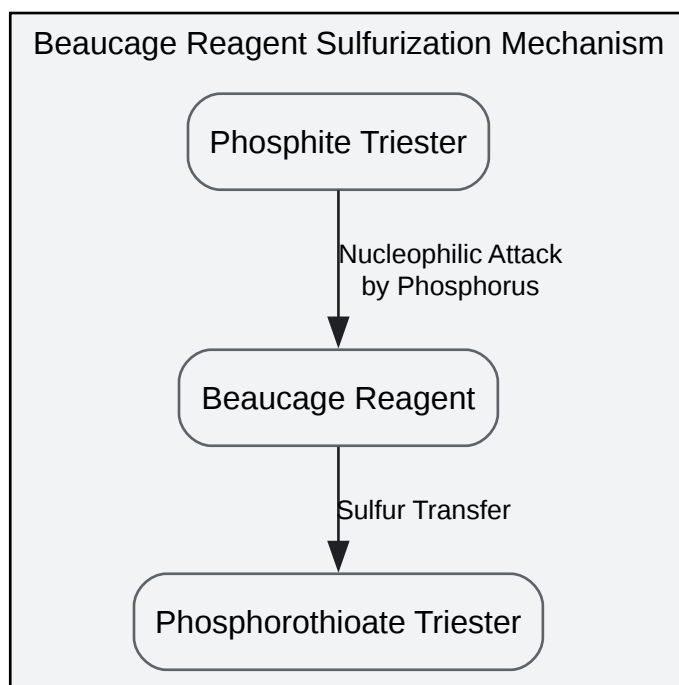 Beaucage Reagent Sulfurization Mechanism
Phosphite Triester
Nucleophilic Attack
by Phosphorus
Beaucage Reagent
Sulfur Transfer
Phosphorothioate Triester